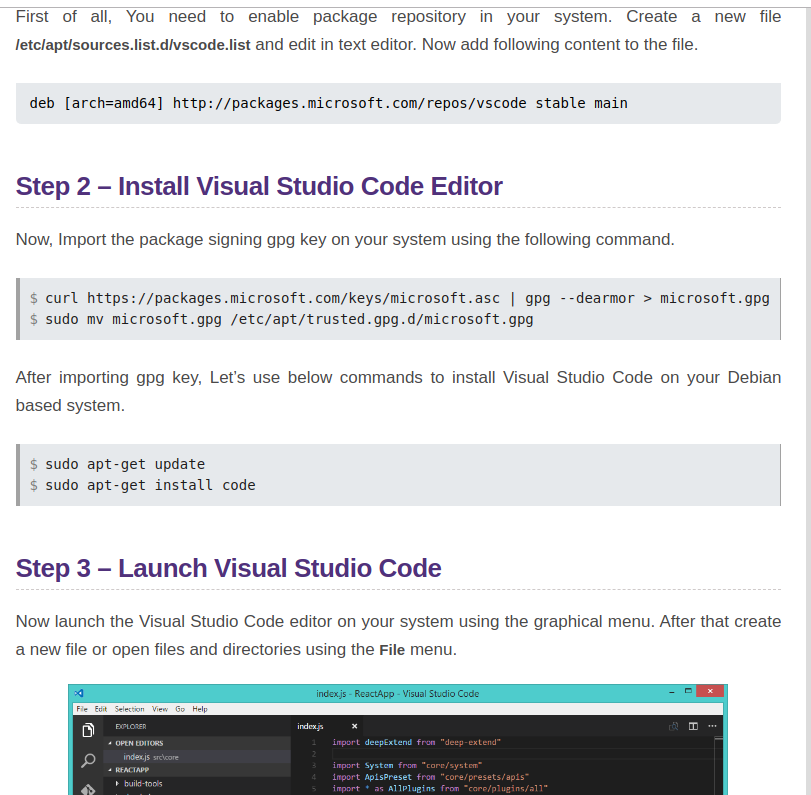 First of all, You need to enable package repository in your system. Create a new file
/etc/apt/sources.list.d/vscode.list and edit in text editor. Now add following content to the file.
deb [arch=amd64] http://packages.microsoft.com/repos/vscode stable main
Step 2 – Install Visual Studio Code Editor
Now, Import the package signing gpg key on your system using the following command.
$ curl https://packages.microsoft.com/keys/microsoft.asc | gpg --dearmor > microsoft.gpg
$ sudo mv microsoft.gpg /etc/apt/trusted.gpg.d/microsoft.gpg
After importing gpg key, Let’s use below commands to install Visual Studio Code on your Debian
based system.
$ sudo apt-get update
$ sudo apt-get install code
Step 3 – Launch Visual Studio Code
Now launch the Visual Studio Code editor on your system using the graphical menu. After that create
a new file or open files and directories using the File menu.
index.js - ReactApp - Visual Studio Code
File Edit Selection View Go Help
EXPLORER
index.js
OPEN EDITORS
index.js src\core
REACTAPP
build-tools
1 import deepExtend from "deep-extend"
2
3 import System from "core/system"
4 import ApisPreset from "core/presets/apis"
5 import * as AllPlugins from "core/plugins/all"